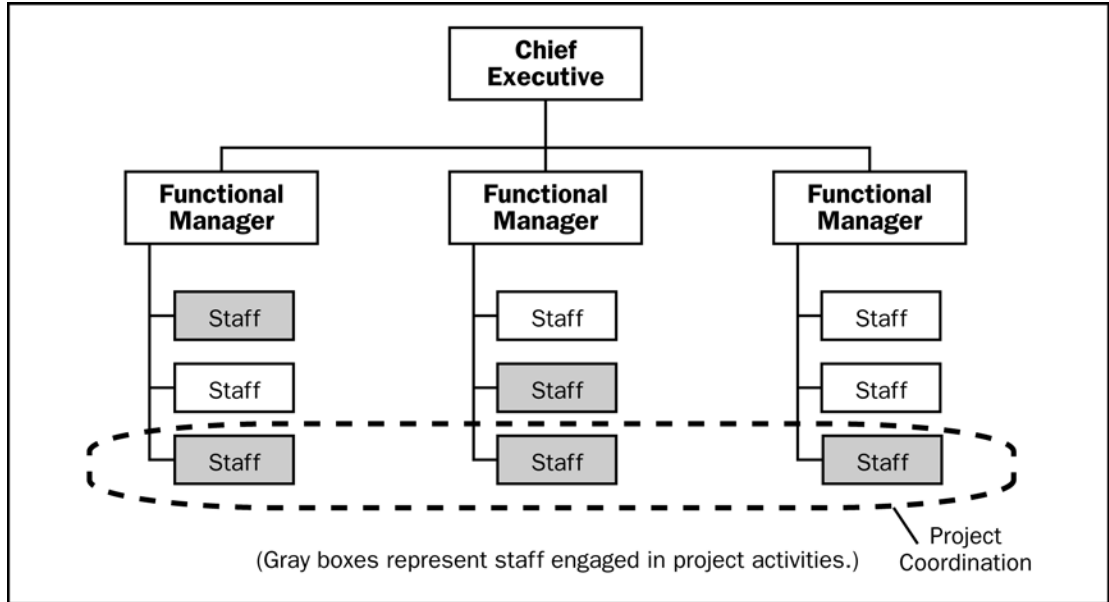 Chief
Executive
Functional
Manager
Functional
Manager
Functional
Manager
Staff
Staff
Staff
Staff
Staff
Staff
Staff
Staff
Staff
Project
Coordination
(Gray boxes represent staff engaged in project activities.)